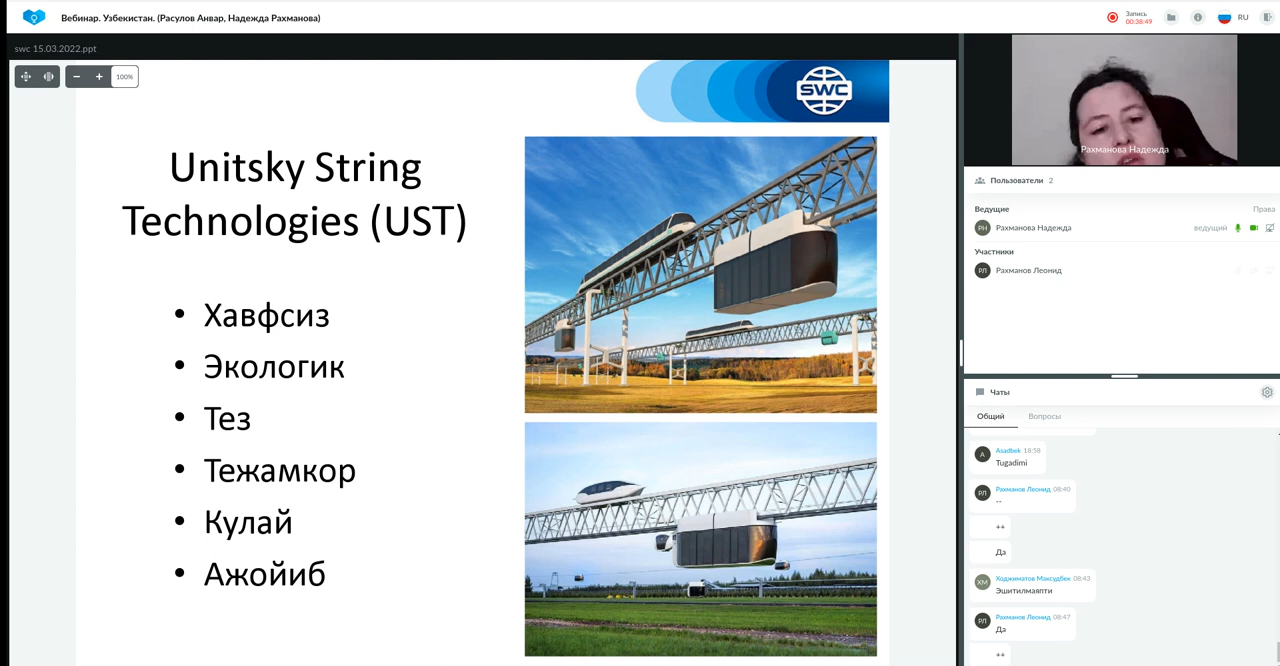 Вебинар. Узбекистан. (Расулов Анвар, Надежда Рахманова)
Запись
00:38:49
RU
swc 15.03.2022.ppt
100%
SWC
Unitsky String
Technologies (UST)
• Хавфсиз
• Экологик
• Тез
• Тежамкор
• Кулай
• Ажойиб
Рахманова Надежда
Пользователи 2
Ведущие Права
РН Рахманова Надежда ведущий
Участники
РЛ Рахманов Леонид
Чаты
Общий Вопросы
A Asadbek 18:58
Tugadimi
РЛ Рахманов Леонид 08:40
--
++
Да
ХМ Ходжиматов Максудбек 08:43
Эшитилмаяпти
РЛ Рахманов Леонид 08:47
Да
++